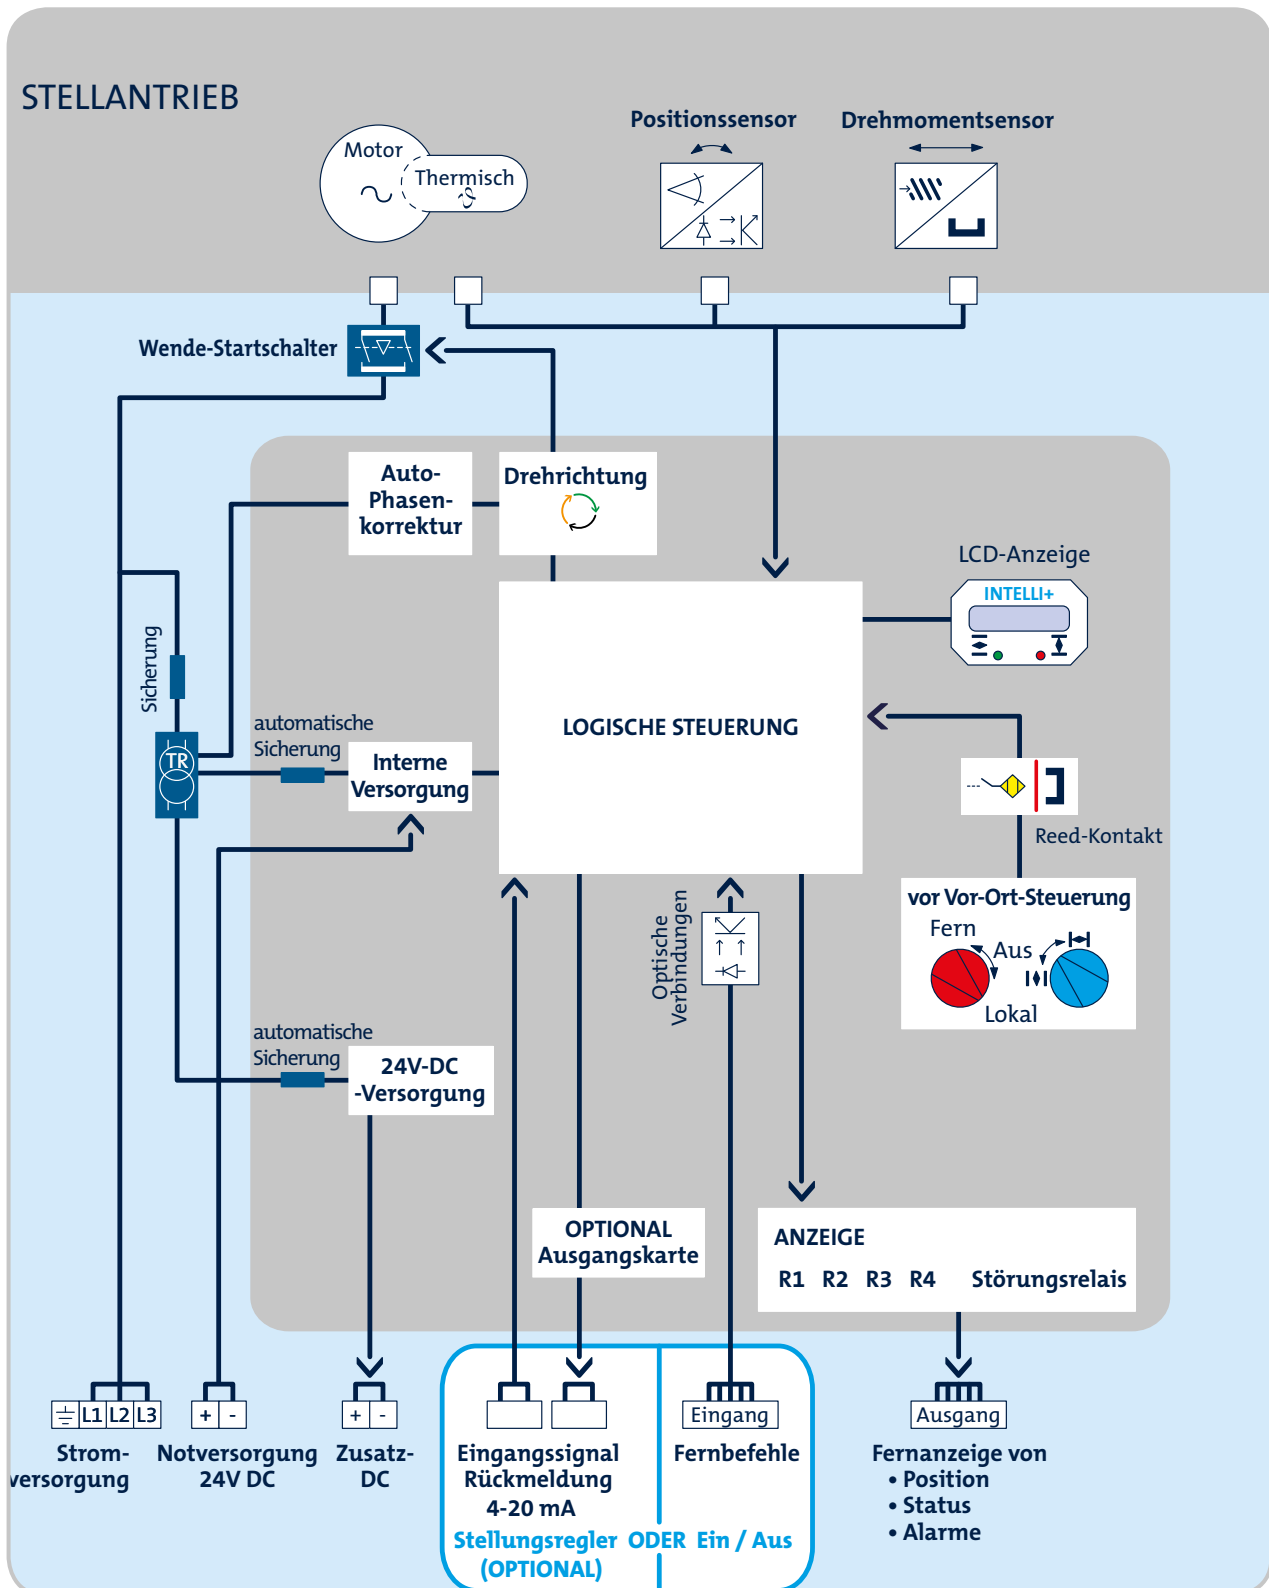 STELLANTRIEB
Positionssensor
Drehmomentsensor
Motor
Thermisch
Wende-Startschalter
Auto-
Phasen-
korrektur
Drehrichtung
LCD-Anzeige
INTELLI+
Sicherung
TR
automatische
Sicherung
Interne
Versorgung
LOGISCHE STEUERUNG
Reed-Kontakt
vor Vor-Ort-Steuerung
Fern
Aus
Lokal
Optische
Verbindungen
automatische
Sicherung
24V-DC
-Versorgung
OPTIONAL
Ausgangskarte
ANZEIGE
R1 R2 R3 R4 Störungsrelais
L1 L2 L3
+ -
+ -
Eingang
Ausgang
Strom-
versorgung
Notversorgung
24V DC
Zusatz-
DC
Eingangssignal
Rückmeldung
4-20 mA
Fernbefehle
Fernanzeige von
• Position
• Status
• Alarme
Stellungsregler ODER Ein / Aus
(OPTIONAL)